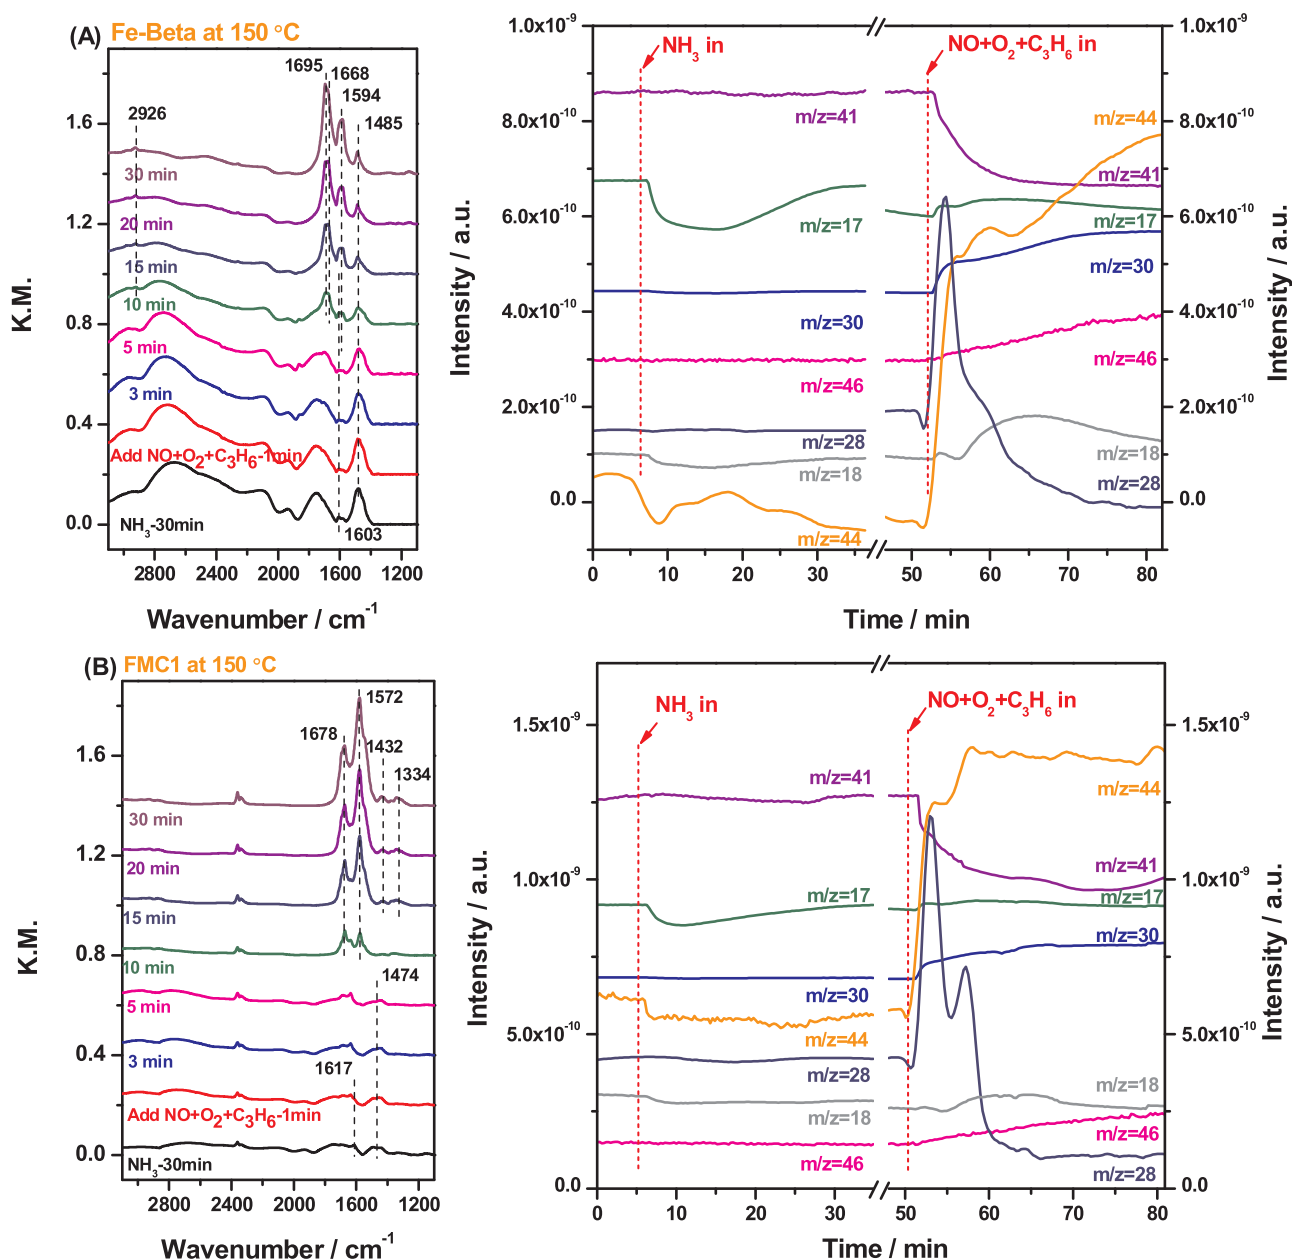 (A) Fe-Beta at 150 °C
1695
1668
1594
1485
2926
30 min
20 min
15 min
10 min
5 min
3 min
Add NO+O2+C3H6-1min
NH3-30min
1603
K.M.
1.6
1.2
0.8
0.4
0.0
2800 2400 2000 1600 1200
Wavenumber / cm-1
1.0x10-9
8.0x10-10
6.0x10-10
4.0x10-10
2.0x10-10
0.0
Intensity / a.u.
NH3 in
NO+O2+C3H6 in
m/z=41
m/z=17
m/z=30
m/z=46
m/z=28
m/z=18
m/z=44
m/z=44
m/z=41
m/z=17
m/z=30
m/z=46
m/z=18
m/z=28
1.0x10-9
8.0x10-10
6.0x10-10
4.0x10-10
2.0x10-10
0.0
Intensity / a.u.
0 10 20 30 50 60 70 80
Time / min
(B) FMC1 at 150 °C
1572
1678
1432
1334
30 min
20 min
15 min
10 min
1474
5 min
3 min
1617
Add NO+O2+C3H6-1min
NH3-30min
K.M.
1.6
1.2
0.8
0.4
0.0
2800 2400 2000 1600 1200
Wavenumber / cm-1
1.5x10-9
1.0x10-9
5.0x10-10
0.0
Intensity / a.u.
NH3 in
NO+O2+C3H6 in
m/z=41
m/z=17
m/z=30
m/z=44
m/z=28
m/z=18
m/z=46
m/z=44
m/z=41
m/z=17
m/z=30
m/z=18
m/z=46
m/z=28
1.5x10-9
1.0x10-9
5.0x10-10
0.0
Intensity / a.u.
0 10 20 30 50 60 70 80
Time / min